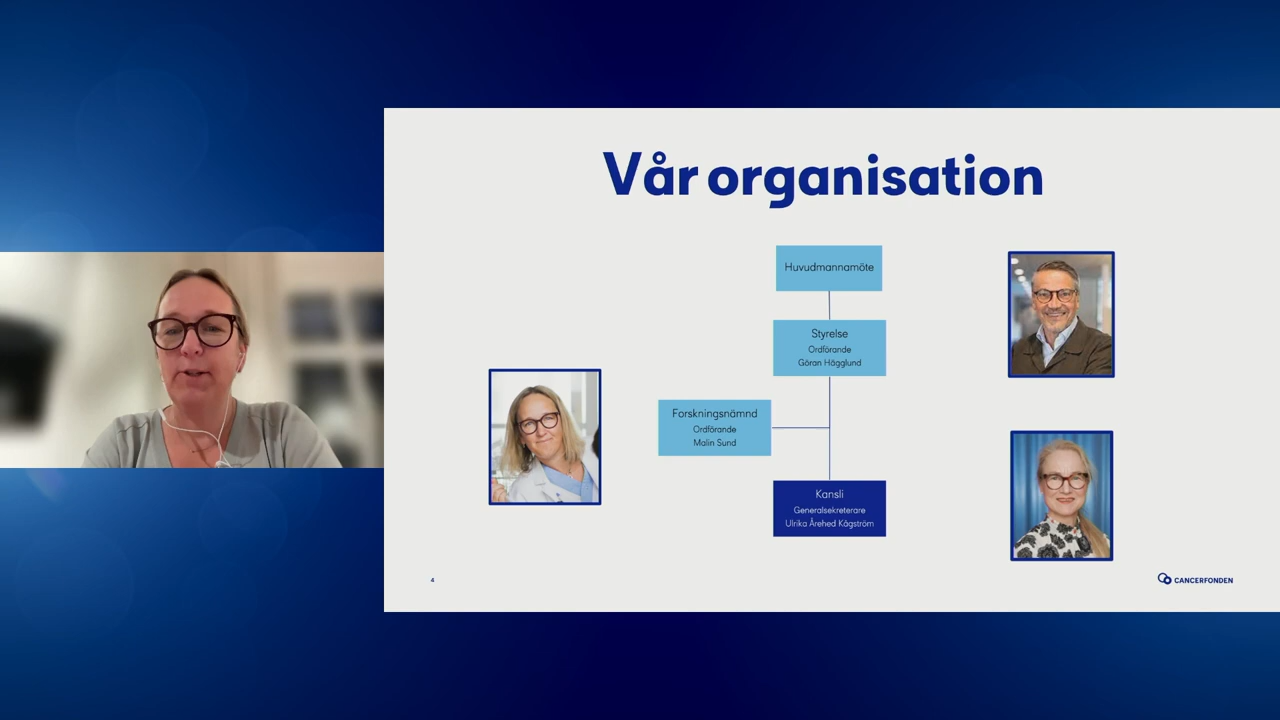 Vår organisation
Huvudmannamöte
Styrelse
Ordförande
Göran Hägglund
Forskningsnämnd
Ordförande
Malin Sund
Kansli
Generalsekreterare
Ulrika Årehed Kågström
4
CANCERFONDEN